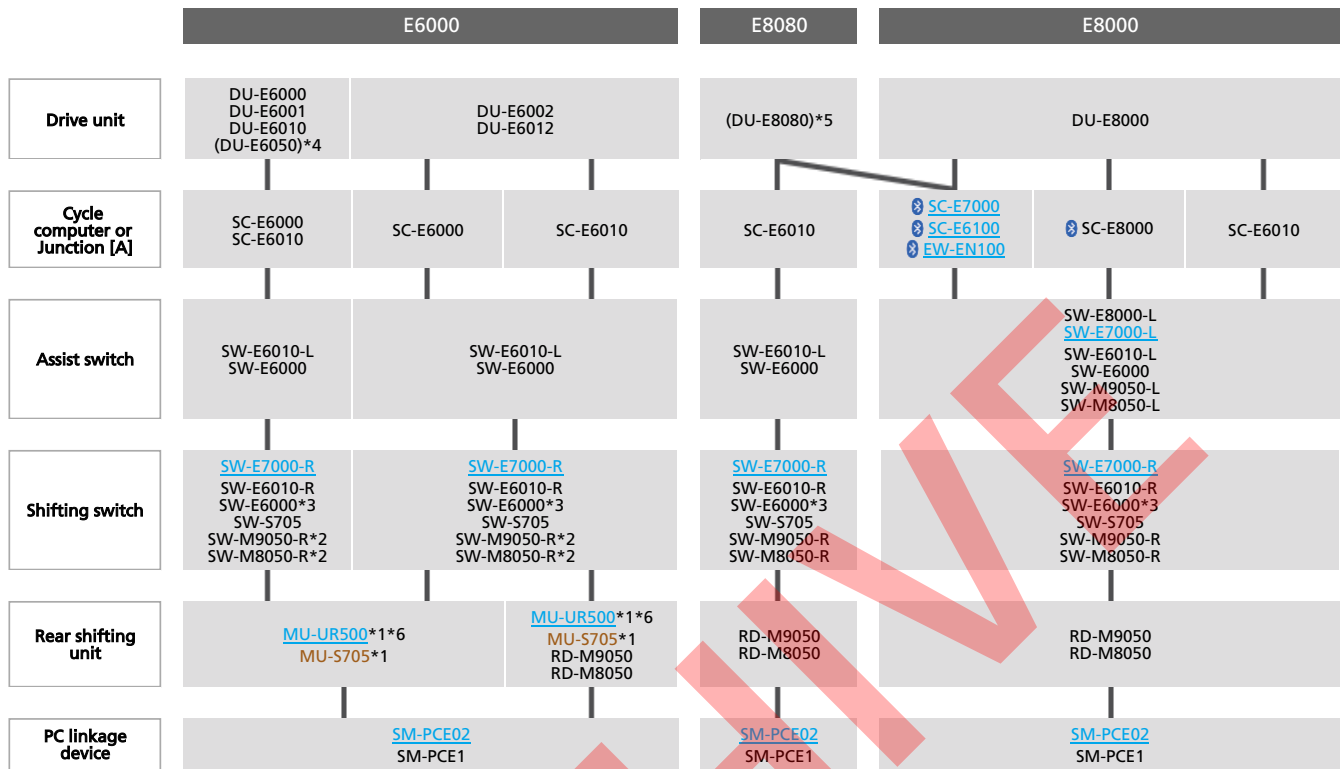 E6000 E8080 E8000
Drive unit
DU-E6000
DU-E6001
DU-E6010
(DU-E6050)*4
DU-E6002
DU-E6012
(DU-E8080)*5
DU-E8000
Cycle
computer or
Junction [A]
SC-E6000
SC-E6010
SC-E6000
SC-E6010
SC-E6010
SC-E7000
SC-E6100
EW-EN100
SC-E8000
SC-E6010
Assist switch
SW-E6010-L
SW-E6000
SW-E6010-L
SW-E6000
SW-E6010-L
SW-E6000
SW-E8000-L
SW-E7000-L
SW-E6010-L
SW-E6000
SW-M9050-L
SW-M8050-L
Shifting switch
SW-E7000-R
SW-E6010-R
SW-E6000*3
SW-S705
SW-M9050-R*2
SW-M8050-R*2
SW-E7000-R
SW-E6010-R
SW-E6000*3
SW-S705
SW-M9050-R*2
SW-M8050-R*2
SW-E7000-R
SW-E6010-R
SW-E6000*3
SW-S705
SW-M9050-R
SW-M8050-R
SW-E7000-R
SW-E6010-R
SW-E6000*3
SW-S705
SW-M9050-R
SW-M8050-R
Rear shifting
unit
MU-UR500*1*6
MU-S705*1
MU-UR500*1*6
MU-S705*1
RD-M9050
RD-M8050
RD-M9050
RD-M8050
RD-M9050
RD-M8050
PC linkage
device
SM-PCE02
SM-PCE1
SM-PCE02
SM-PCE1
SM-PCE02
SM-PCE1